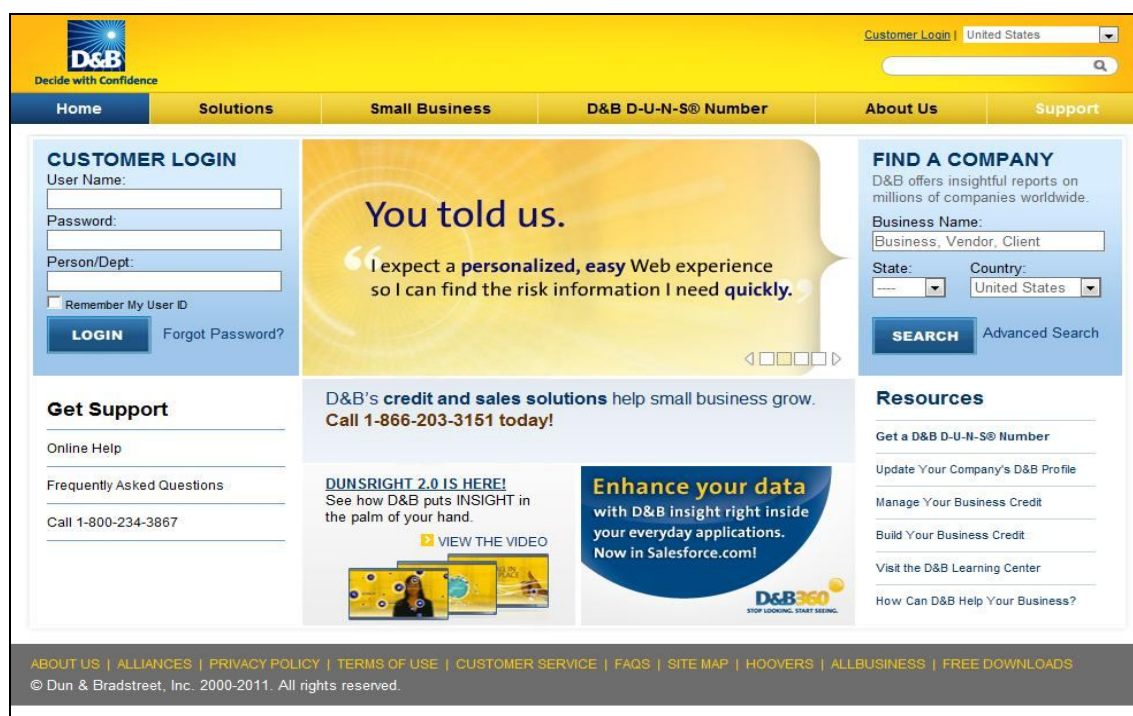 D&B
Decide with Confidence
Customer Login | United States
Home Solutions Small Business D&B D-U-N-S® Number About Us Support
CUSTOMER LOGIN
User Name:
Password:
Person/Dept:
Remember My User ID
LOGIN Forgot Password?
Get Support
Online Help
Frequently Asked Questions
Call 1-800-234-3867
You told us.
“I expect a personalized, easy Web experience
so I can find the risk information I need quickly.”
D&B's credit and sales solutions help small business grow.
Call 1-866-203-3151 today!
DUNSRIGHT 2.0 IS HERE!
See how D&B puts INSIGHT in
the palm of your hand.
VIEW THE VIDEO
Enhance your data
with D&B insight right inside
your everyday applications.
Now in Salesforce.com!
D&B360
STOP LOOKING. START SEEING.
FIND A COMPANY
D&B offers insightful reports on
millions of companies worldwide.
Business Name:
Business, Vendor, Client
State: Country:
---- United States
SEARCH Advanced Search
Resources
Get a D&B D-U-N-S® Number
Update Your Company's D&B Profile
Manage Your Business Credit
Build Your Business Credit
Visit the D&B Learning Center
How Can D&B Help Your Business?
ABOUT US | ALLIANCES | PRIVACY POLICY | TERMS OF USE | CUSTOMER SERVICE | FAQS | SITE MAP | HOOVERS | ALLBUSINESS | FREE DOWNLOADS
© Dun & Bradstreet, Inc. 2000-2011. All rights reserved.